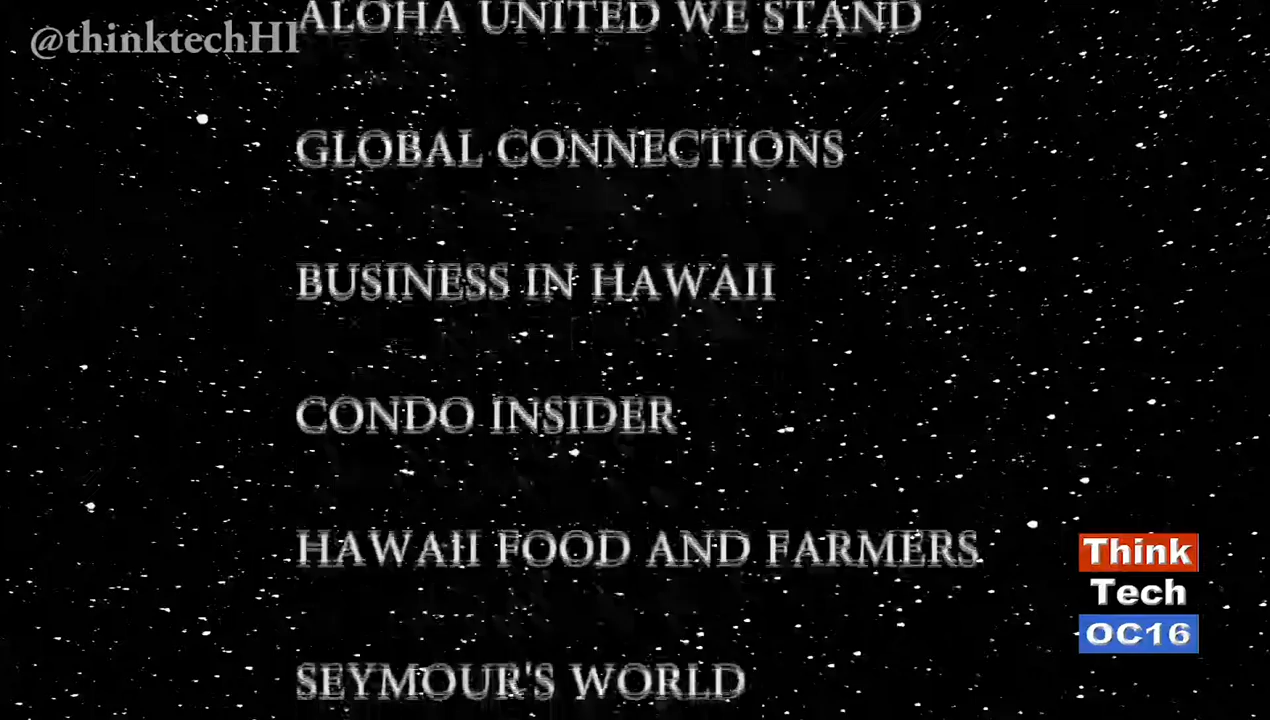 @thinktechHI
ALOHA UNITED WE STAND
GLOBAL CONNECTIONS
BUSINESS IN HAWAII
CONDO INSIDER
HAWAII FOOD AND FARMERS
SEYMOUR'S WORLD
Think
Tech
OC16